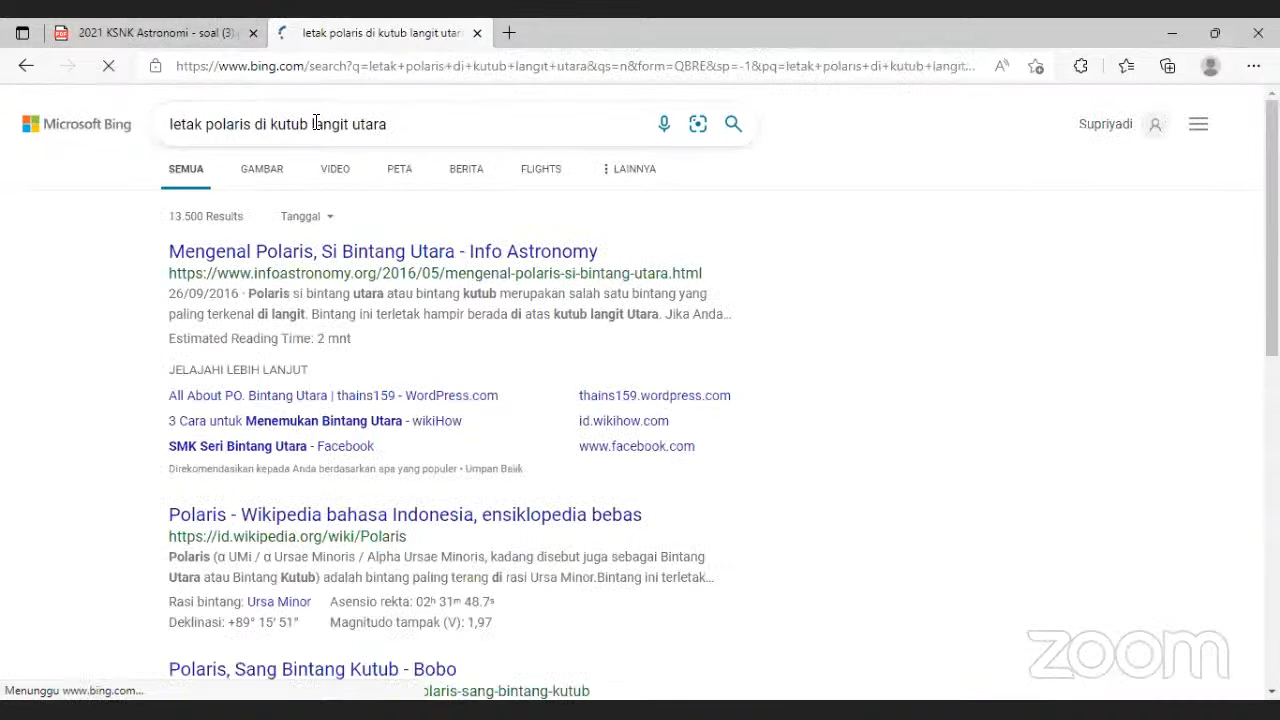 2021 KSNK Astronomi - soal (3)
letak polaris di kutub langit utara
https://www.bing.com/search?q=letak+polaris+di+kutub+langit+utara&qs=n&form=QBRE&sp=-1&pq=letak+polaris+di+kutub+langit...
Microsoft Bing
letak polaris di kutub langit utara
Supriyadi
SEMUA GAMBAR VIDEO PETA BERITA FLIGHTS LAINNYA
13.500 Results Tanggal
Mengenal Polaris, Si Bintang Utara - Info Astronomy
https://www.infoastronomy.org/2016/05/mengenal-polaris-si-bintang-utara.html
26/09/2016 · Polaris si bintang utara atau bintang kutub merupakan salah satu bintang yang
paling terkenal di langit. Bintang ini terletak hampir berada di atas kutub langit Utara. Jika Anda...
Estimated Reading Time: 2 mnt
JELAJAHI LEBIH LANJUT
All About PO. Bintang Utara | thains159 - WordPress.com thains159.wordpress.com
3 Cara untuk Menemukan Bintang Utara - wikiHow id.wikihow.com
SMK Seri Bintang Utara - Facebook www.facebook.com
Direkomendasikan kepada Anda berdasarkan apa yang populer • Umpan Balik
Polaris - Wikipedia bahasa Indonesia, ensiklopedia bebas
https://id.wikipedia.org/wiki/Polaris
Polaris (α UMi / α Ursae Minoris / Alpha Ursae Minoris, kadang disebut juga sebagai Bintang
Utara atau Bintang Kutub) adalah bintang paling terang di rasi Ursa Minor.Bintang ini terletak...
Rasi bintang: Ursa Minor Asensio rekta: 02ʰ 31ᵐ 48.7ˢ
Deklinasi: +89° 15′ 51″ Magnitudo tampak (V): 1,97
Polaris, Sang Bintang Kutub - Bobo
olaris-sang-bintang-kutub
Menunggu www.bing.com...
zoom